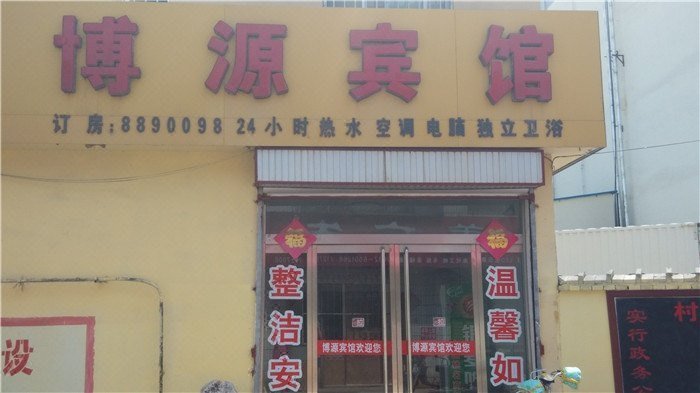 博源宾馆
订房:8890098 24小时热水 空调 电脑 独立卫浴
福
福
整洁安
温馨如
博源宾馆欢迎您
博源宾馆欢迎您
设
村
实行政务公